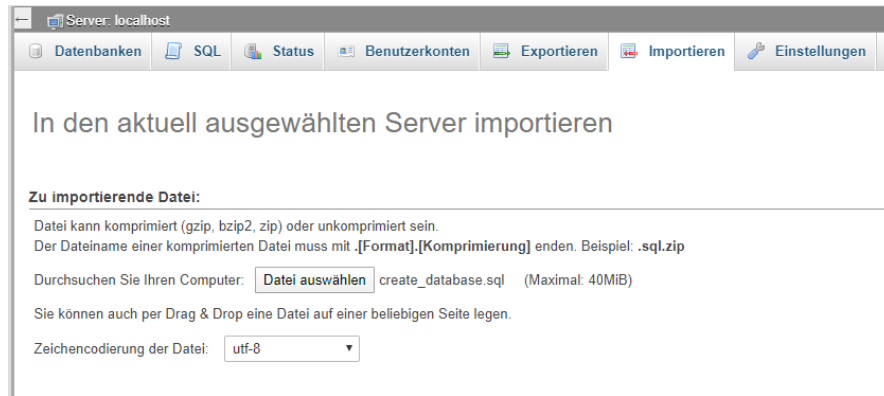 Server: localhost
Datenbanken SQL Status Benutzerkonten Exportieren Importieren Einstellungen
In den aktuell ausgewählten Server importieren
Zu importierende Datei:
Datei kann komprimiert (gzip, bzip2, zip) oder unkomprimiert sein.
Der Dateiname einer komprimierten Datei muss mit .[Format].[Komprimierung] enden. Beispiel: .sql.zip
Durchsuchen Sie Ihren Computer: Datei auswählen create_database.sql (Maximal: 40MiB)
Sie können auch per Drag & Drop eine Datei auf einer beliebigen Seite legen.
Zeichencodierung der Datei: utf-8